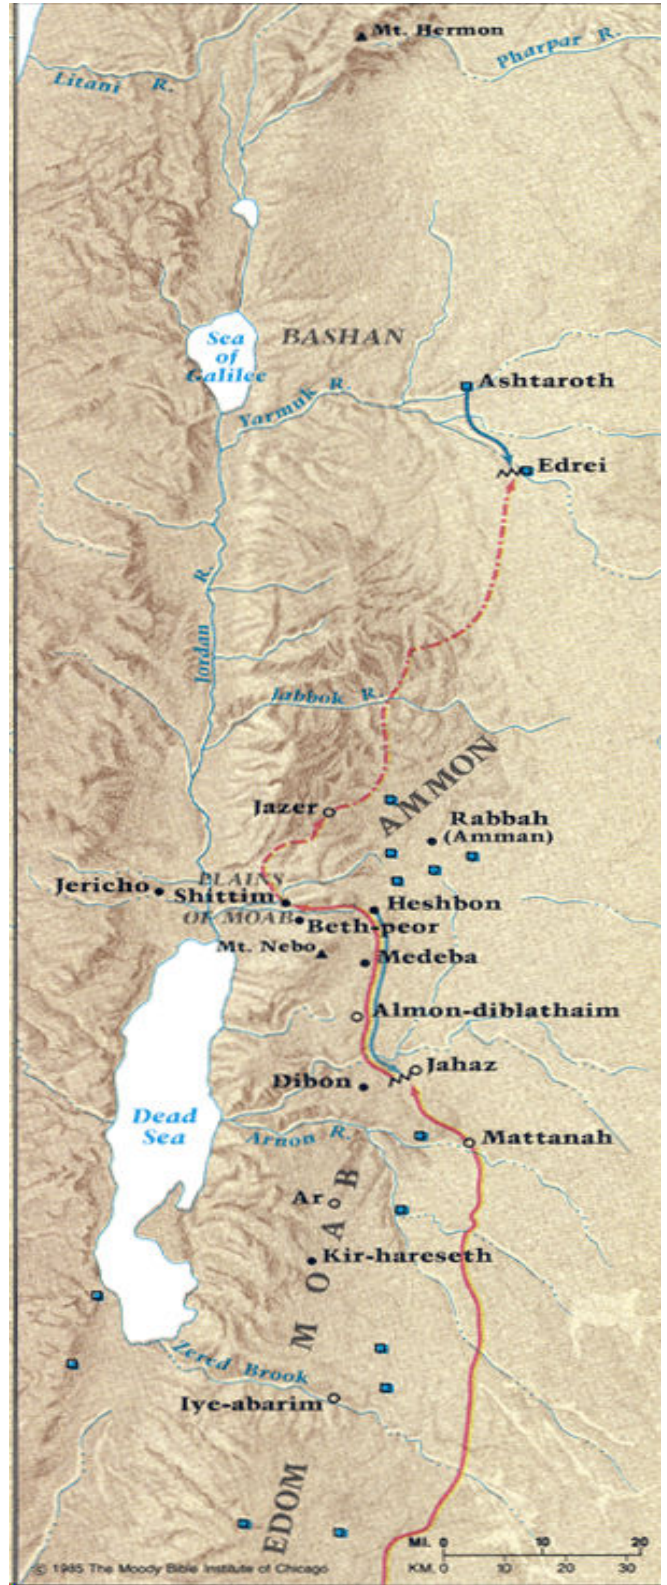 Mt. Hermon
Pharpar R.
Litani R.
Sea
of
Galilee
BASHAN
Ashtaroth
Yarmuk R.
Edrei
Jordan R.
Jabbok R.
AMMON
Jazer
Rabbah
(Amman)
Jericho
PLAINS
Shittim
Heshbon
OF MOAB
Beth-peor
Mt. Nebo
Medeba
Almon-diblathaim
Jahaz
Dibon
Dead
Sea
Arnon R.
Mattanah
Ar
MOAB
Kir-hareseth
Zered Brook
Iye-abarim
EDOM
MI. 0 10 20
KM. 0 10 20 30
© 1985 The Moody Bible Institute of Chicago